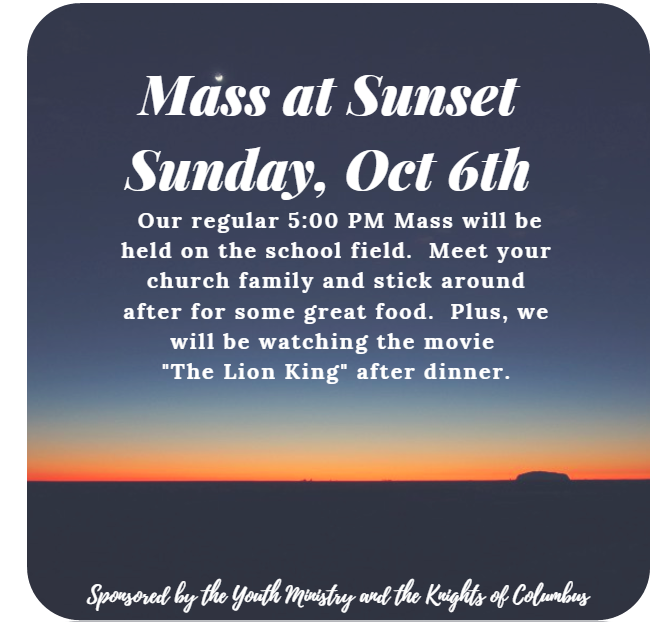 Mass at Sunset
Sunday, Oct 6th
Our regular 5:00 PM Mass will be
held on the school field.  Meet your
church family and stick around
after for some great food.  Plus, we
will be watching the movie
"The Lion King" after dinner.
Sponsored by the Youth Ministry and the Knights of Columbus